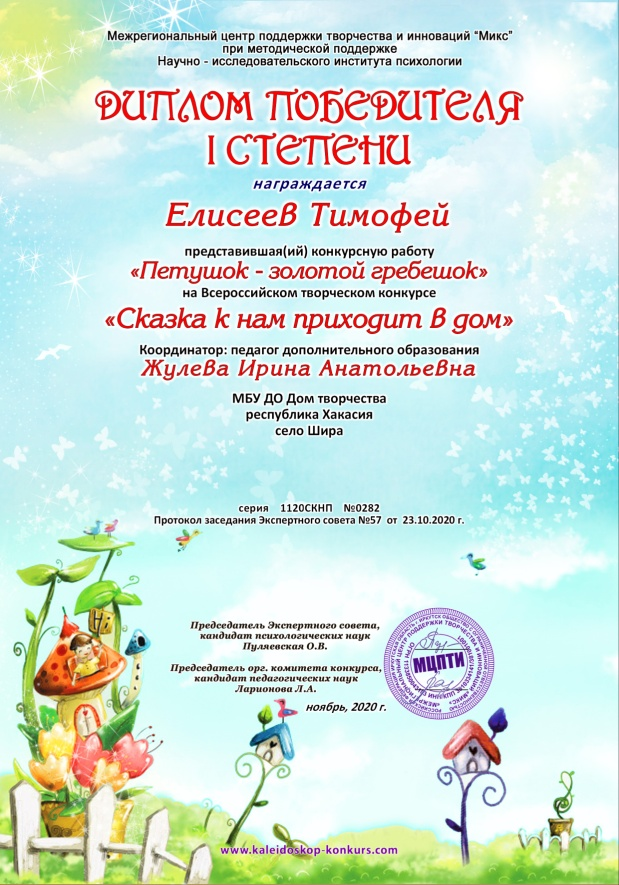 Межрегиональный центр поддержки творчества и инноваций “Микс”
при методической поддержке
Научно - исследовательского института психологии
ДИПЛОМ ПОБЕДИТЕЛЯ
I СТЕПЕНИ
награждается
Елисеев Тимофей
представившая(ий) конкурсную работу
«Петушок - золотой гребешок»
на Всероссийском творческом конкурсе
«Сказка к нам приходит в дом»
Координатор: педагог дополнительного образования
Жулева Ирина Анатольевна
МБУ ДО Дом творчества
республика Хакасия
село Шира
серия 1120СКНП №0282
Протокол заседания Экспертного совета №57 от 23.10.2020 г.
Председатель Экспертного совета,
кандидат психологических наук
Пуляевская О.В.
Председатель орг. комитета конкурса,
кандидат педагогических наук
Ларионова Л.А.
ноябрь, 2020 г.
МЦПТИ
www.kaleidoskop-konkurs.com